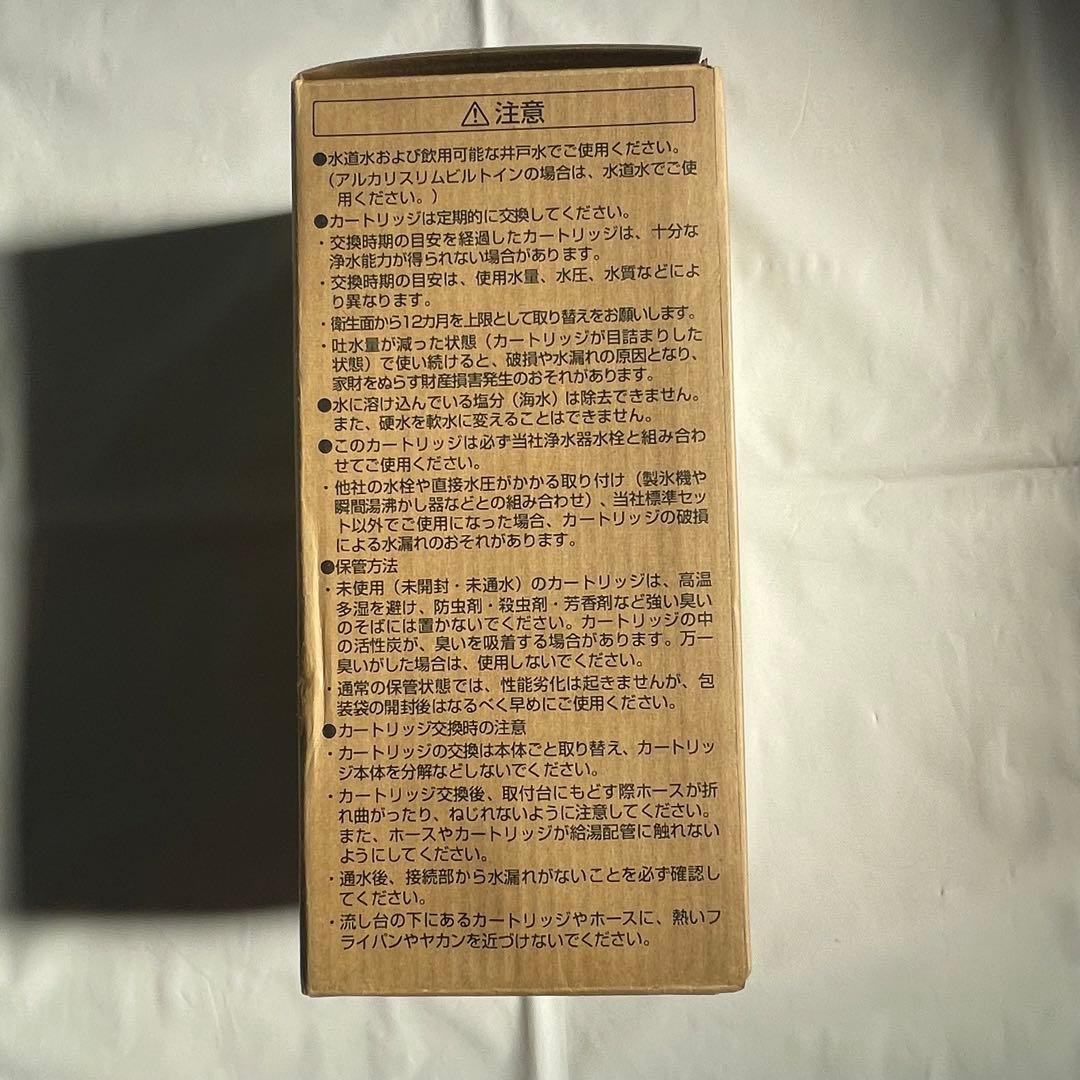 ⚠注意
●水道水および飲用可能な井戸水でご使用ください。
（アルカリスリムビルトインの場合は、水道水でご使
用ください。）
●カートリッジは定期的に交換してください。
・交換時期の目安を経過したカートリッジは、十分な
浄水能力が得られない場合があります。
・交換時期の目安は、使用水量、水圧、水質などによ
り異なります。
・衛生面から12カ月を上限として取り替えをお願いします。
・吐水量が減った状態（カートリッジが目詰まりした
状態）で使い続けると、破損や水漏れの原因となり、
家財をぬらす財産損害発生のおそれがあります。
●水に溶け込んでいる塩分（海水）は除去できません。
また、硬水を軟水に変えることはできません。
●このカートリッジは必ず当社浄水器水栓と組み合わ
せてご使用ください。
・他社の水栓や直接水圧がかかる取り付け（製氷機や
瞬間湯沸かし器などとの組み合わせ）、当社標準セッ
ト以外でご使用になった場合、カートリッジの破損
による水漏れのおそれがあります。
●保管方法
・未使用（未開封・未通水）のカートリッジは、高温
多湿を避け、防虫剤・殺虫剤・芳香剤など強い臭い
のそばには置かないでください。カートリッジの中
の活性炭が、臭いを吸着する場合があります。万一
臭いがした場合は、使用しないでください。
・通常の保管状態では、性能劣化は起きませんが、包
装袋の開封後はなるべく早めにご使用ください。
●カートリッジ交換時の注意
・カートリッジの交換は本体ごと取り替え、カートリッ
ジ本体を分解などしないでください。
・カートリッジ交換後、取付台にもどす際ホースが折
れ曲がったり、ねじれないように注意してください。
また、ホースやカートリッジが給湯配管に触れない
ようにしてください。
・通水後、接続部から水漏れがないことを必ず確認し
てください。
・流し台の下にあるカートリッジやホースに、熱いフ
ライパンやヤカンを近づけないでください。